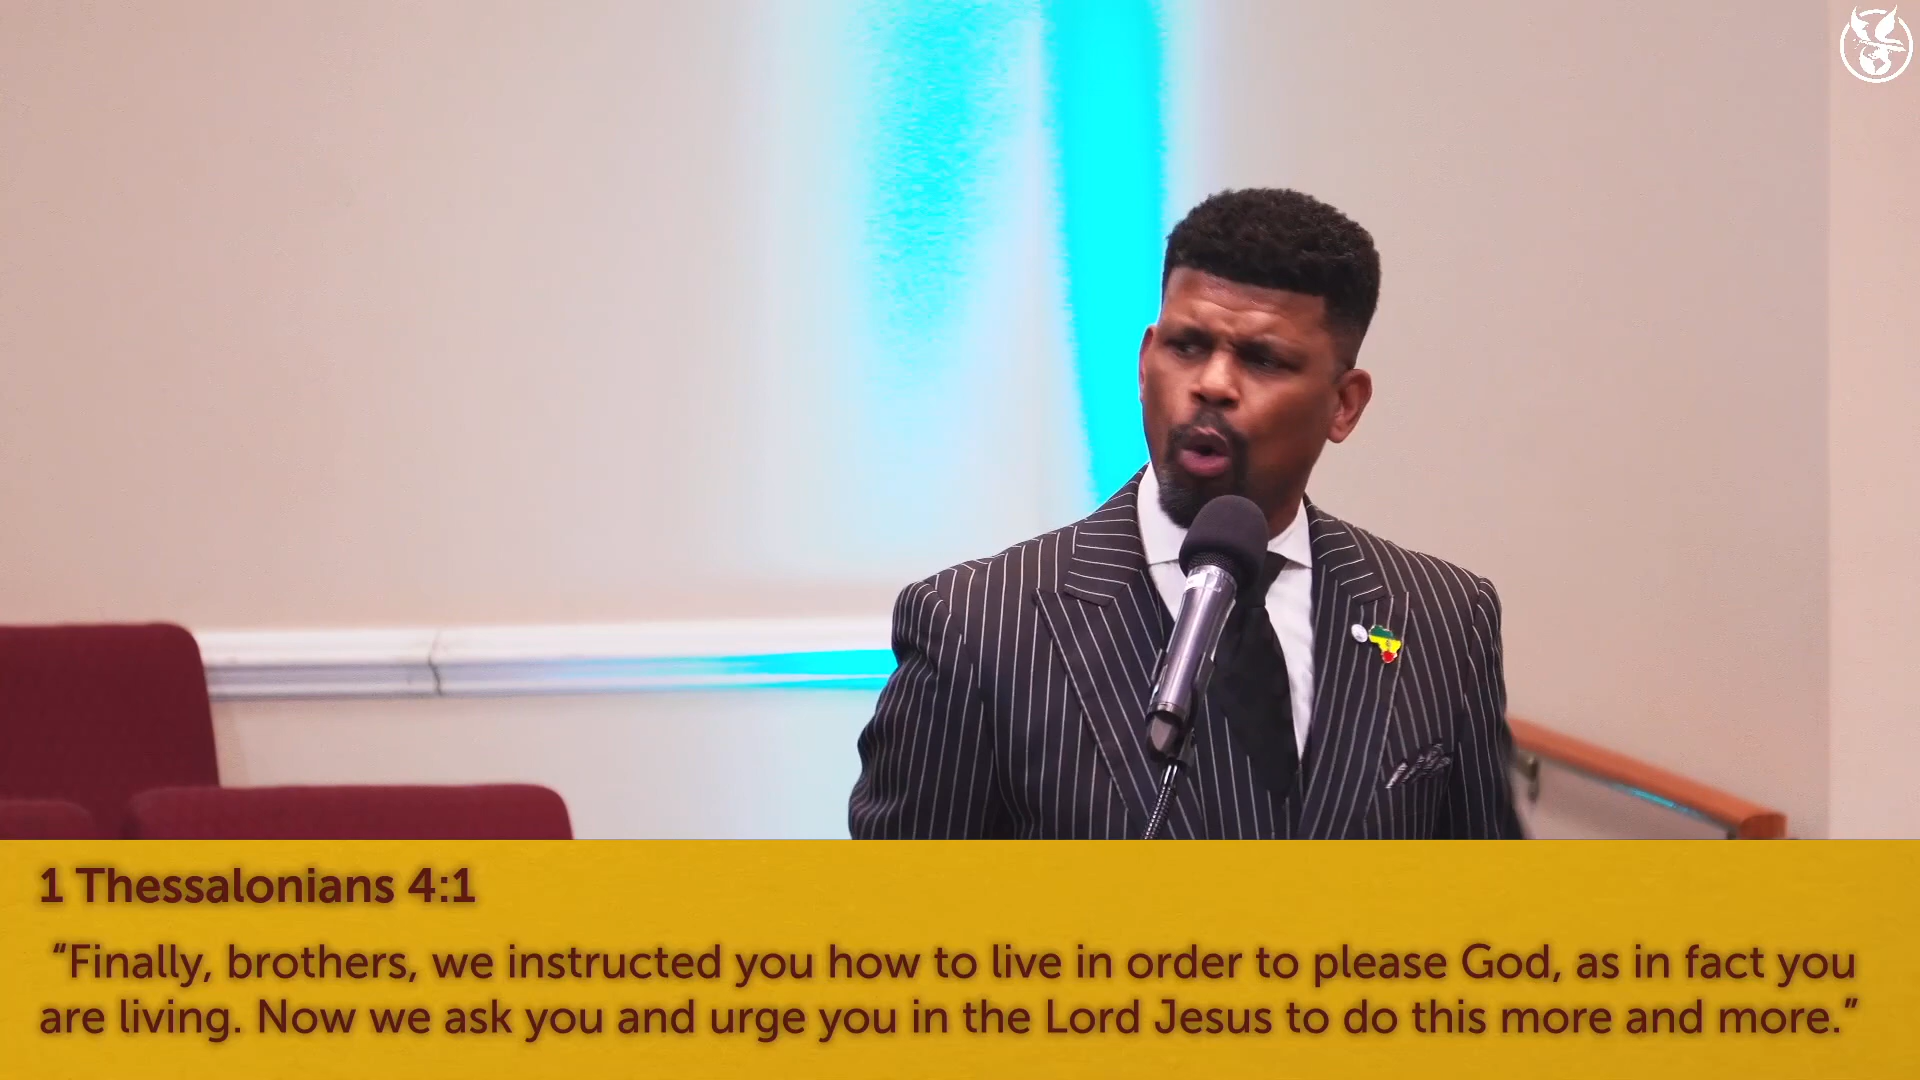 1 Thessalonians 4:1
“Finally, brothers, we instructed you how to live in order to please God, as in fact you
are living. Now we ask you and urge you in the Lord Jesus to do this more and more.”